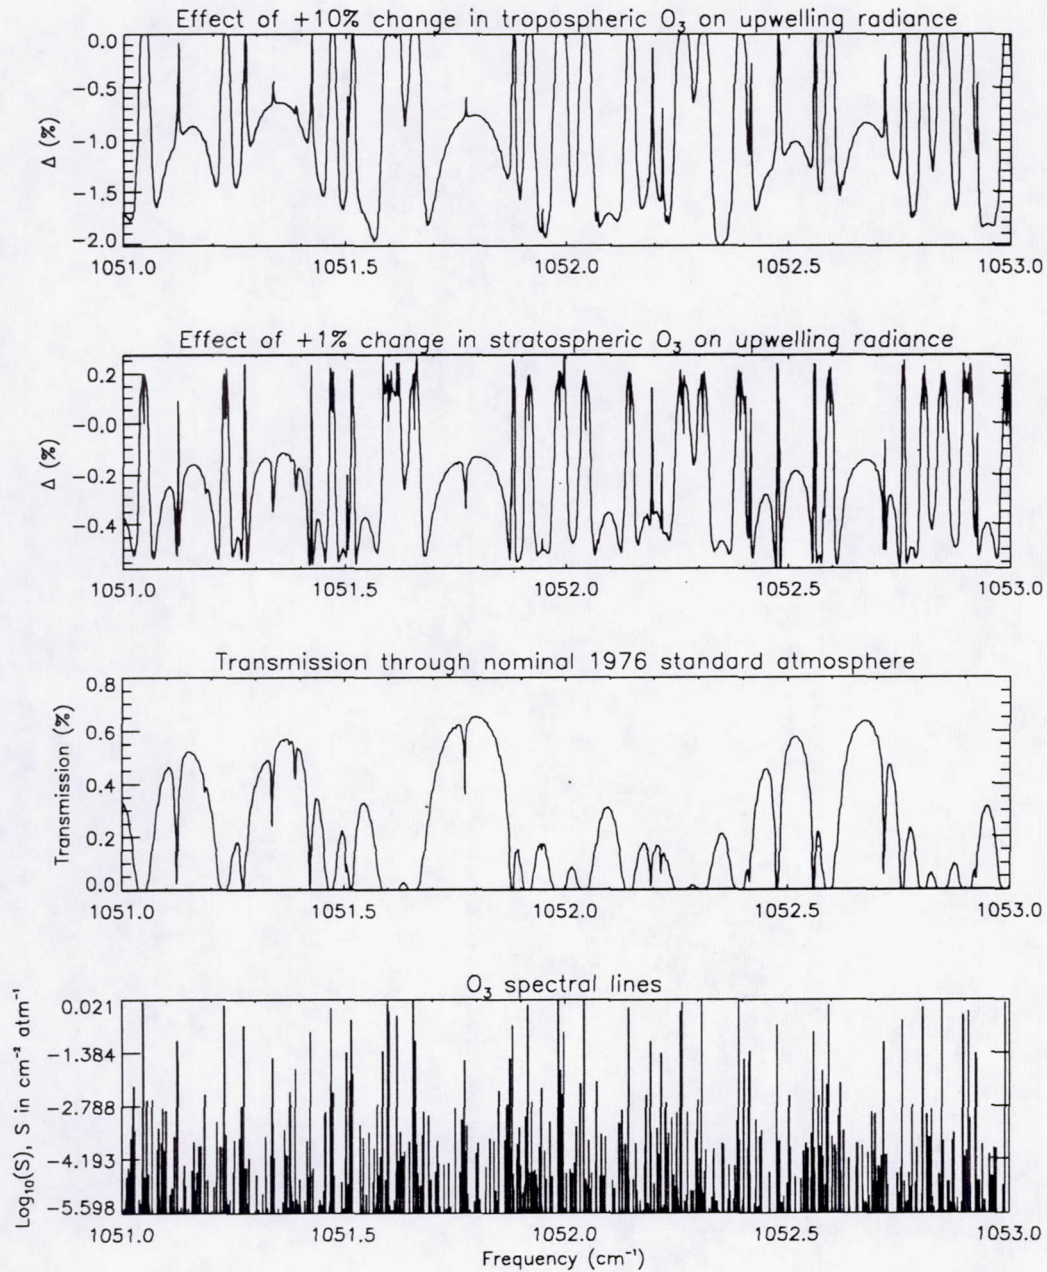 Effect of +10% change in tropospheric O₃ on upwelling radiance
0.0
−0.5
−1.0
−1.5
−2.0
Δ (%)
1051.0 1051.5 1052.0 1052.5 1053.0
Effect of +1% change in stratospheric O₃ on upwelling radiance
0.2
−0.0
−0.2
−0.4
Δ (%)
1051.0 1051.5 1052.0 1052.5 1053.0
Transmission through nominal 1976 standard atmosphere
0.8
0.6
0.4
0.2
0.0
Transmission (%)
1051.0 1051.5 1052.0 1052.5 1053.0
O₃ spectral lines
0.021
−1.384
−2.788
−4.193
−5.598
Log₁₀(S), S in cm⁻² atm⁻¹
1051.0 1051.5 1052.0 1052.5 1053.0
Frequency (cm⁻¹)